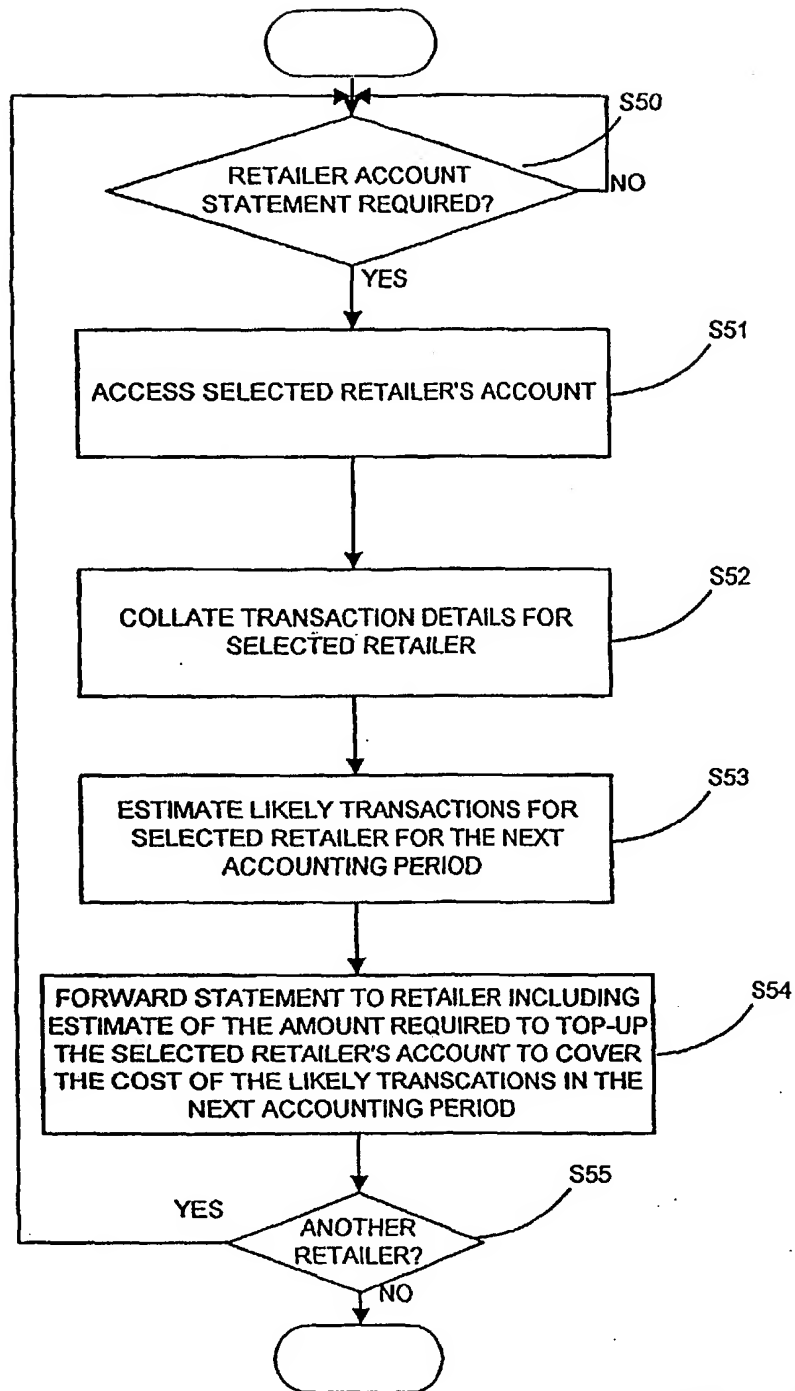 S50
RETAILER ACCOUNT
STATEMENT REQUIRED?
NO
YES
S51
ACCESS SELECTED RETAILER'S ACCOUNT
S52
COLLATE TRANSACTION DETAILS FOR
SELECTED RETAILER
S53
ESTIMATE LIKELY TRANSACTIONS FOR
SELECTED RETAILER FOR THE NEXT
ACCOUNTING PERIOD
S54
FORWARD STATEMENT TO RETAILER INCLUDING
ESTIMATE OF THE AMOUNT REQUIRED TO TOP-UP
THE SELECTED RETAILER'S ACCOUNT TO COVER
THE COST OF THE LIKELY TRANSCATIONS IN THE
NEXT ACCOUNTING PERIOD
S55
YES
ANOTHER
RETAILER?
NO